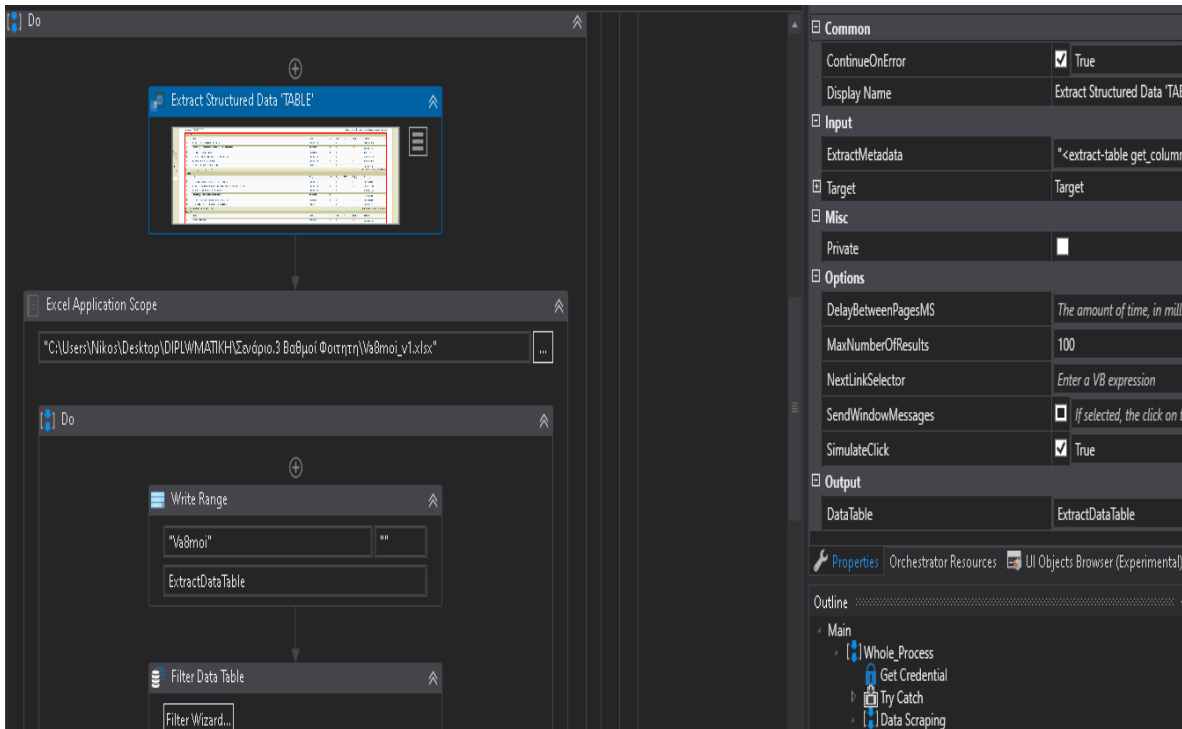 Do
Extract Structured Data 'TABLE'
Excel Application Scope
"C:\Users\Nikos\Desktop\DIPLWMATIKH\Σενάριο.3 Βαθμοί Φοιτητη\Va8moi_v1.xlsx"
...
Do
Write Range
"Va8moi"
""
ExtractDataTable
Filter Data Table
Filter Wizard...
Common
ContinueOnError True
Display Name Extract Structured Data 'TAB
Input
ExtractMetadata "<extract-table get_column
Target Target
Misc
Private
Options
DelayBetweenPagesMS The amount of time, in mill
MaxNumberOfResults 100
NextLinkSelector Enter a VB expression
SendWindowMessages If selected, the click on t
SimulateClick True
Output
DataTable ExtractDataTable
Properties Orchestrator Resources UI Objects Browser (Experimental)
Outline
Main
Whole_Process
Get Credential
Try Catch
Data Scraping